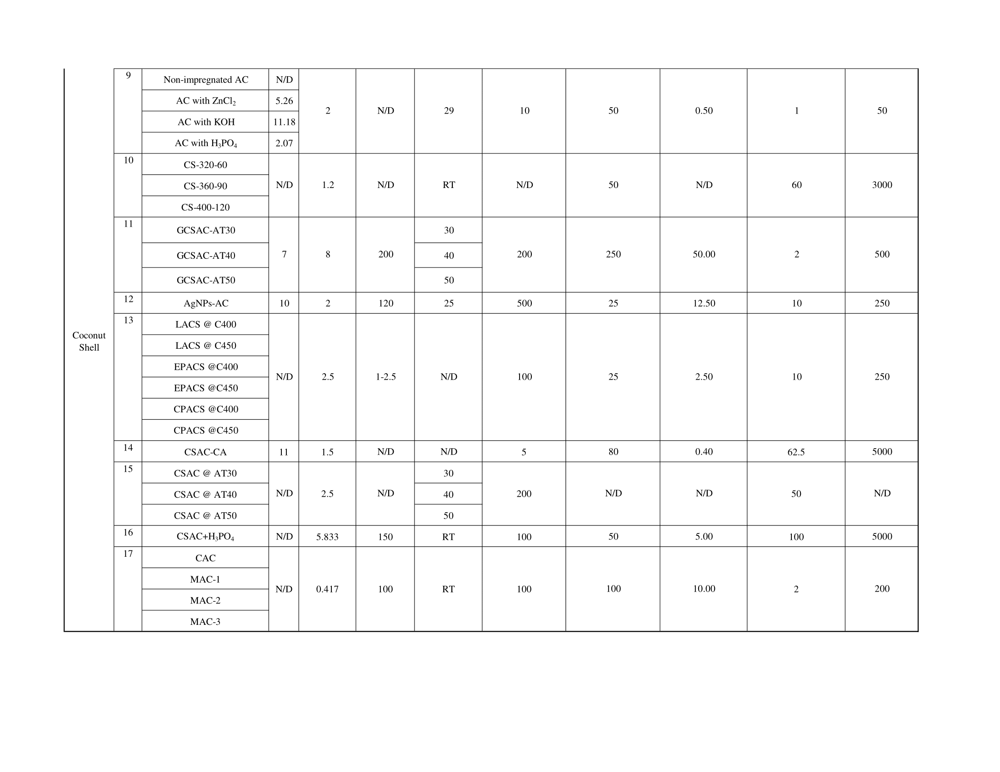 Coconut
Shell
9
Non-impregnated AC N/D
AC with ZnCl₂ 5.26
2 N/D 29 10 50 0.50 1 50
AC with KOH 11.18
AC with H₃PO₄ 2.07
10
CS-320-60
CS-360-90 N/D 1.2 N/D RT N/D 50 N/D 60 3000
CS-400-120
11
GCSAC-AT30 30
GCSAC-AT40 7 8 200 40 200 250 50.00 2 500
GCSAC-AT50 50
12 AgNPs-AC 10 2 120 25 500 25 12.50 10 250
13
LACS @ C400
LACS @ C450
EPACS @C400
N/D 2.5 1-2.5 N/D 100 25 2.50 10 250
EPACS @C450
CPACS @C400
CPACS @C450
14 CSAC-CA 11 1.5 N/D N/D 5 80 0.40 62.5 5000
15
CSAC @ AT30 30
CSAC @ AT40 N/D 2.5 N/D 40 200 N/D N/D 50 N/D
CSAC @ AT50 50
16 CSAC+H₃PO₄ N/D 5.833 150 RT 100 50 5.00 100 5000
17
CAC
MAC-1
N/D 0.417 100 RT 100 100 10.00 2 200
MAC-2
MAC-3